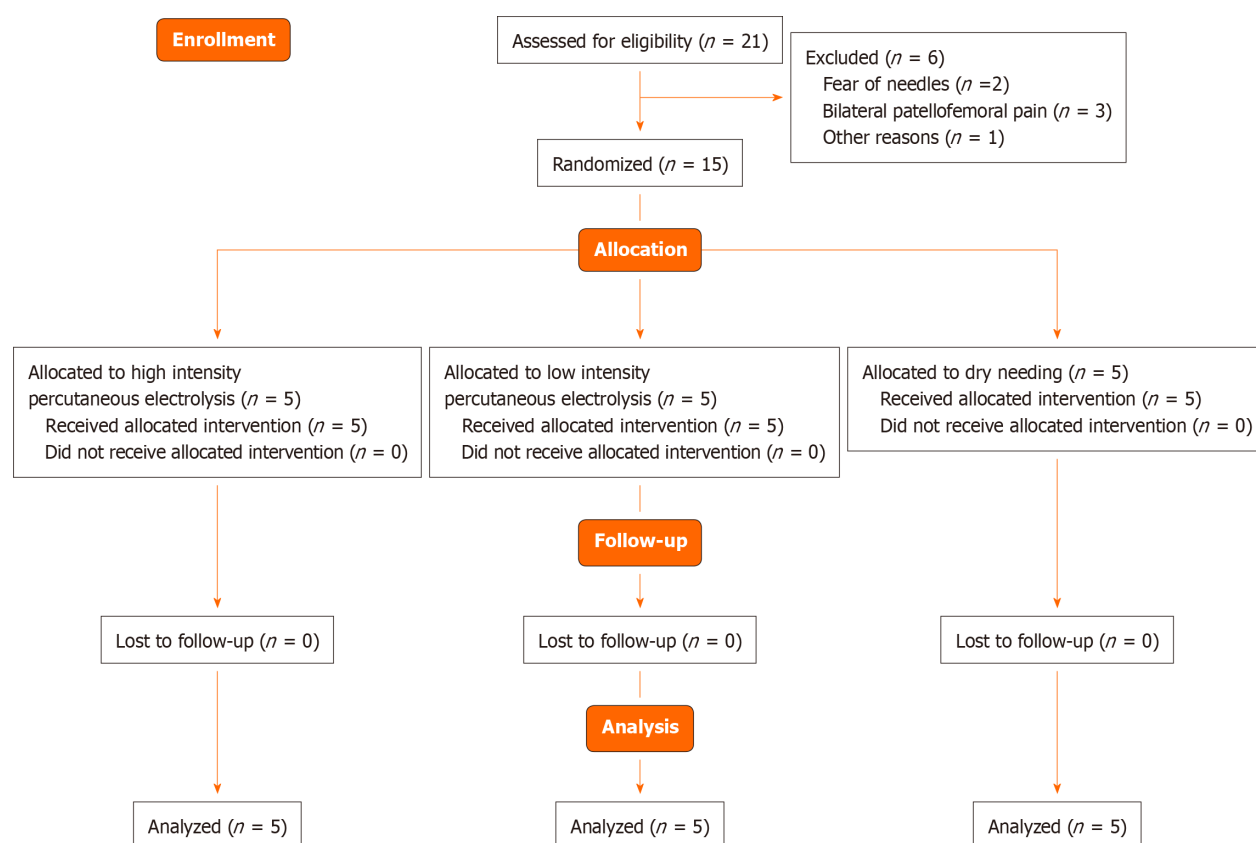 Enrollment
Assessed for eligibility (n = 21)
Excluded (n = 6)
Fear of needles (n =2)
Bilateral patellofemoral pain (n = 3)
Other reasons (n = 1)
Randomized (n = 15)
Allocation
Allocated to high intensity
percutaneous electrolysis (n = 5)
Received allocated intervention (n = 5)
Did not receive allocated intervention (n = 0)
Allocated to low intensity
percutaneous electrolysis (n = 5)
Received allocated intervention (n = 5)
Did not receive allocated intervention (n = 0)
Allocated to dry needing (n = 5)
Received allocated intervention (n = 5)
Did not receive allocated intervention (n = 0)
Follow-up
Lost to follow-up (n = 0)
Lost to follow-up (n = 0)
Lost to follow-up (n = 0)
Analysis
Analyzed (n = 5)
Analyzed (n = 5)
Analyzed (n = 5)